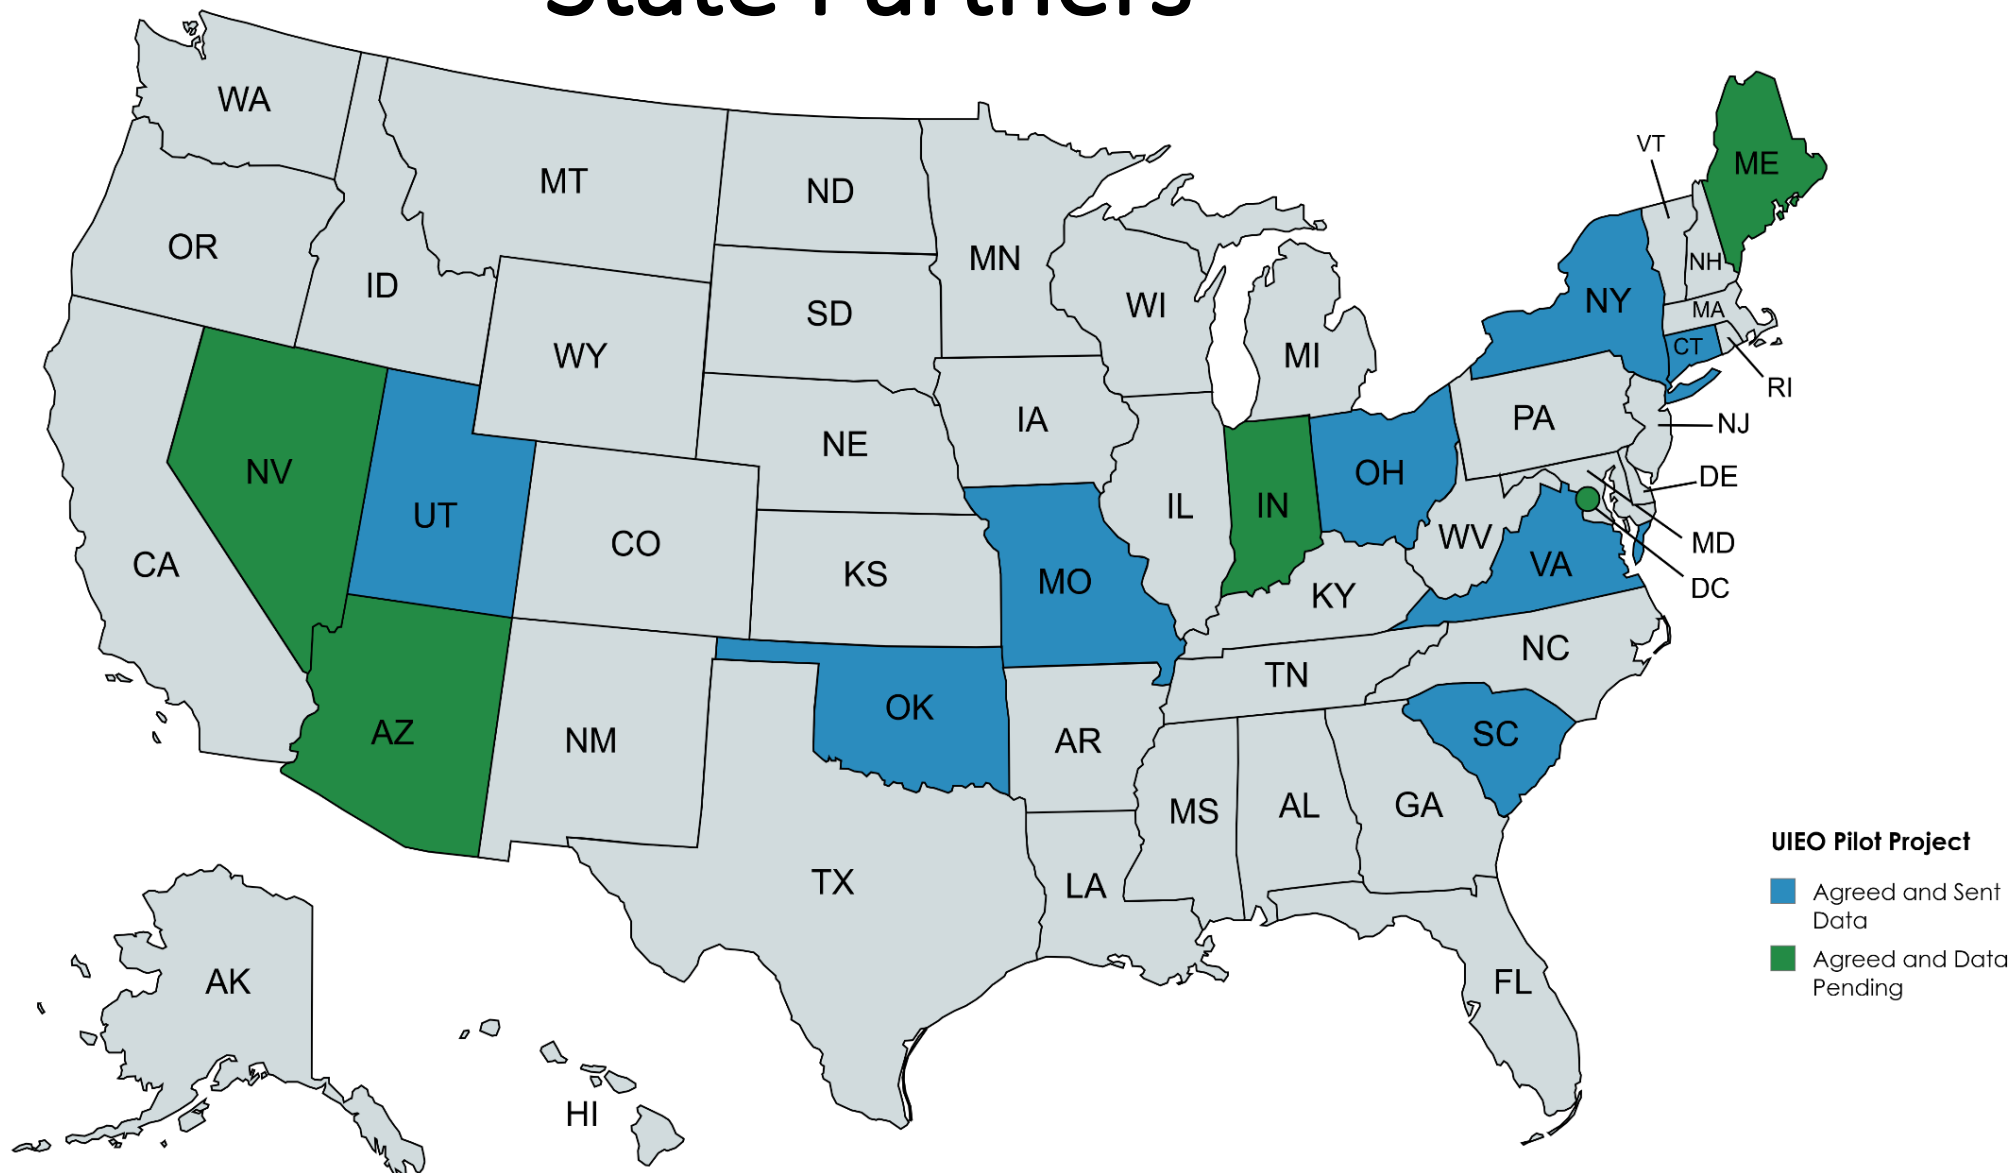 State Partners
WA
MT
ND
MN
VT
ME
OR
ID
SD
WI
NH
NY
MA
WY
MI
CT
RI
IA
PA
NJ
NE
NV
OH
DE
UT
IL
IN
CO
WV
MD
CA
KS
MO
VA
DC
KY
NC
TN
OK
AZ
NM
AR
SC
MS
AL
GA
TX
LA
UIEO Pilot Project
Agreed and Sent
Data
Agreed and Data
Pending
AK
FL
HI